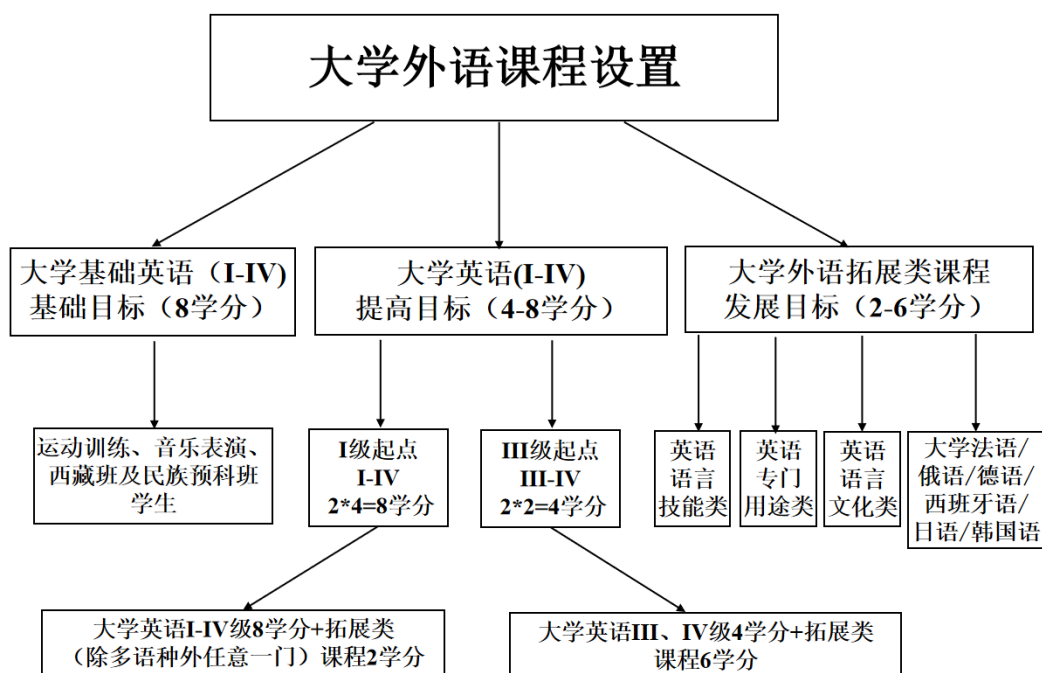 大学外语课程设置
大学基础英语（I-IV)
基础目标（8学分）
大学英语(I-IV)
提高目标（4-8学分）
大学外语拓展类课程
发展目标（2-6学分）
运动训练、音乐表演、
西藏班及民族预科班
学生
I级起点
I-IV
2*4=8学分
III级起点
III-IV
2*2=4学分
英语
语言
技能类
英语
专门
用途类
英语
语言
文化类
大学法语/
俄语/德语/
西班牙语/
日语/韩国语
大学英语I-IV级8学分+拓展类
（除多语种外任意一门）课程2学分
大学英语III、IV级4学分+拓展类
课程6学分